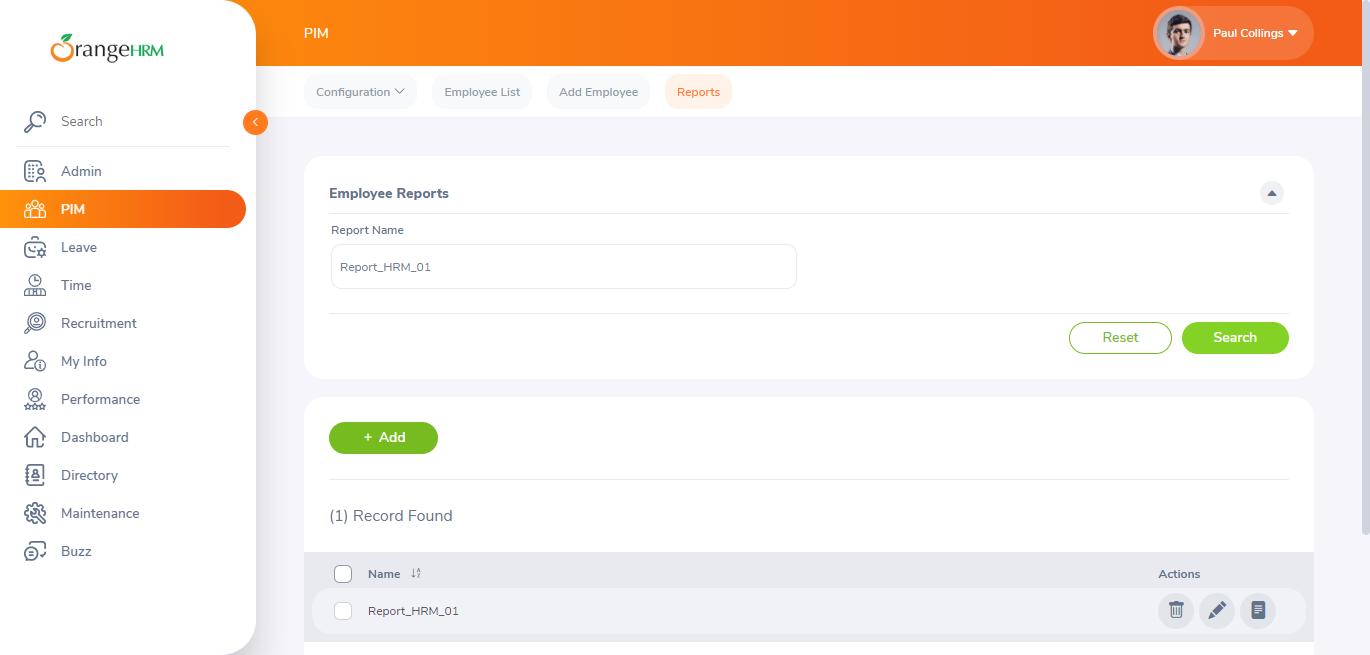 OrangeHRM
PIM
Paul Collings
Configuration
Employee List
Add Employee
Reports
Search
Admin
PIM
Leave
Time
Recruitment
My Info
Performance
Dashboard
Directory
Maintenance
Buzz
Employee Reports
Report Name
Report_HRM_01
Reset
Search
+ Add
(1) Record Found
Name
Actions
Report_HRM_01